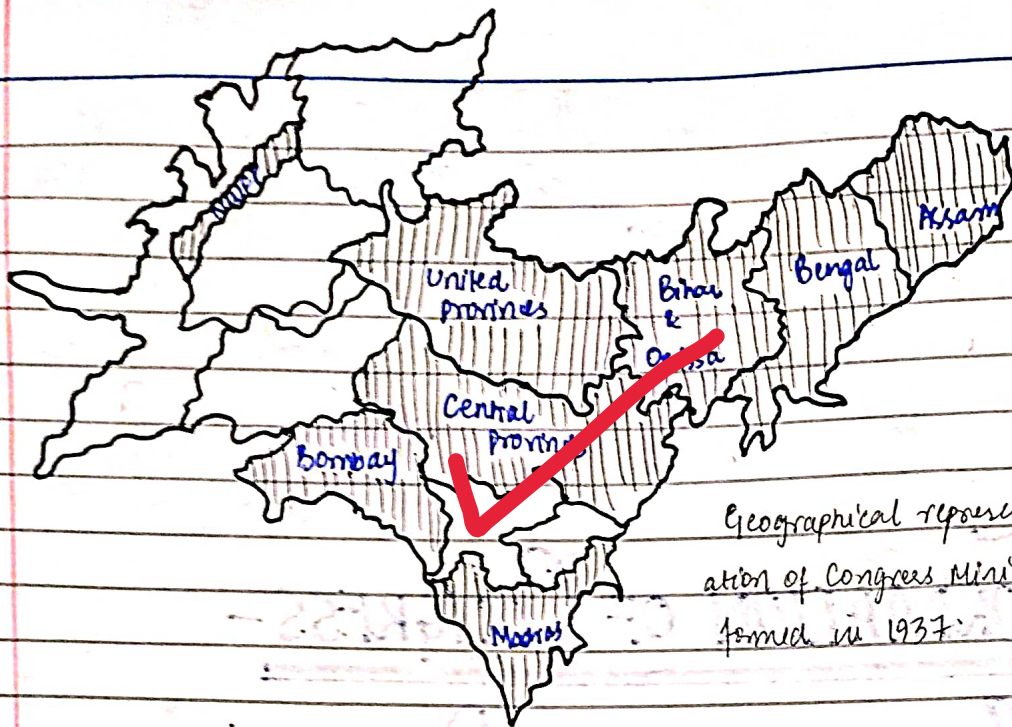 NWFP
Assam
United
provinces
Bihar
&
Orissa
Bengal
Central
Provinces
Bombay
Geographical represe
ation of Congress Mini
formed in 1937.
Madras